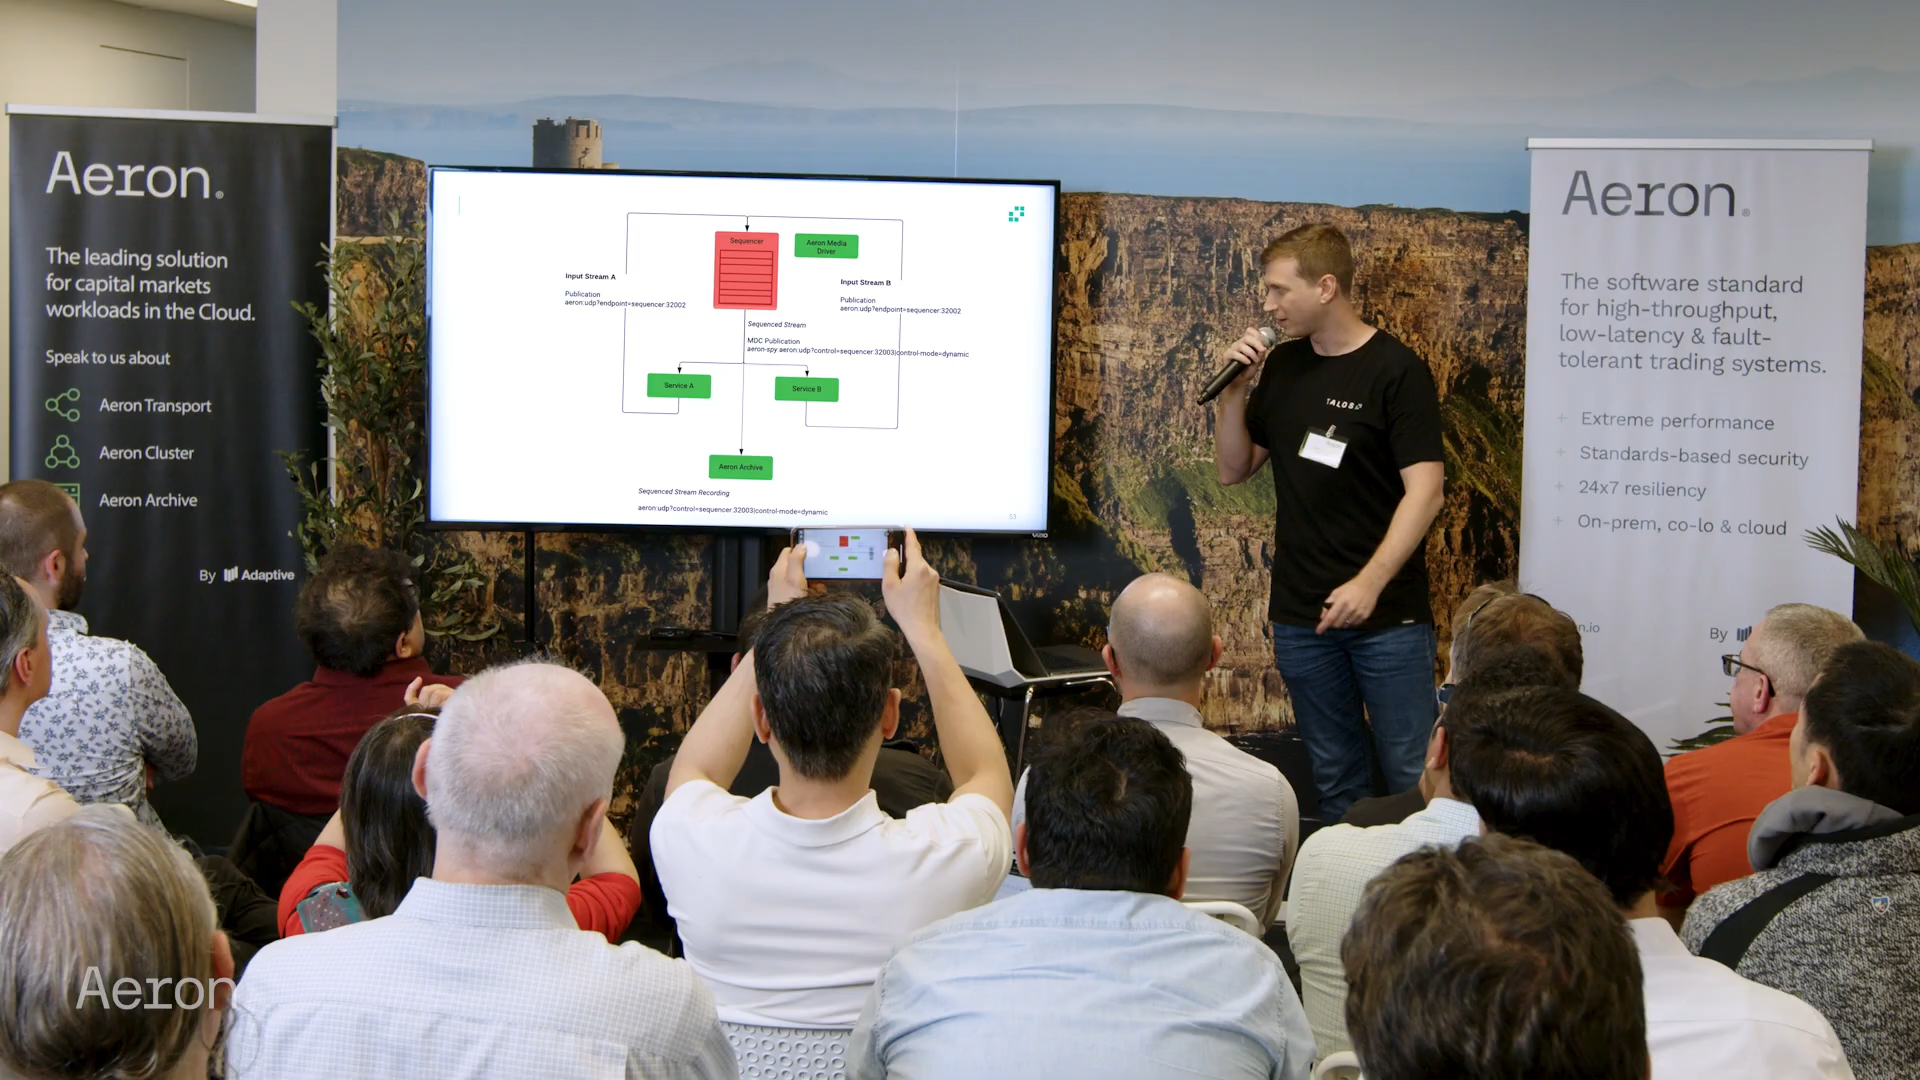 Aeron.
The leading solution
for capital markets
workloads in the Cloud.
Speak to us about
Aeron Transport
Aeron Cluster
Aeron Archive
By Adaptive
Sequencer
Aeron Media
Driver
Input Stream A
Publication
aeron:udp?endpoint=sequencer:32002
Input Stream B
Publication
aeron:udp?endpoint=sequencer:32002
Sequenced Stream
MDC Publication
aeron-spy aeron:udp?control=sequencer:32003|control-mode=dynamic
Service A
Service B
Aeron Archive
Sequenced Stream Recording
aeron:udp?control=sequencer:32003|control-mode=dynamic
53
TALOS
Aeron.
The software standard
for high-throughput,
low-latency & fault-
tolerant trading systems.
+ Extreme performance
+ Standards-based security
+ 24x7 resiliency
+ On-prem, co-lo & cloud
n.io
By
Aeron